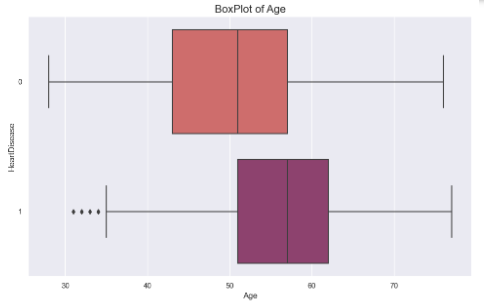 BoxPlot of Age
HeartDisease
0
1
30 40 50 60 70
Age